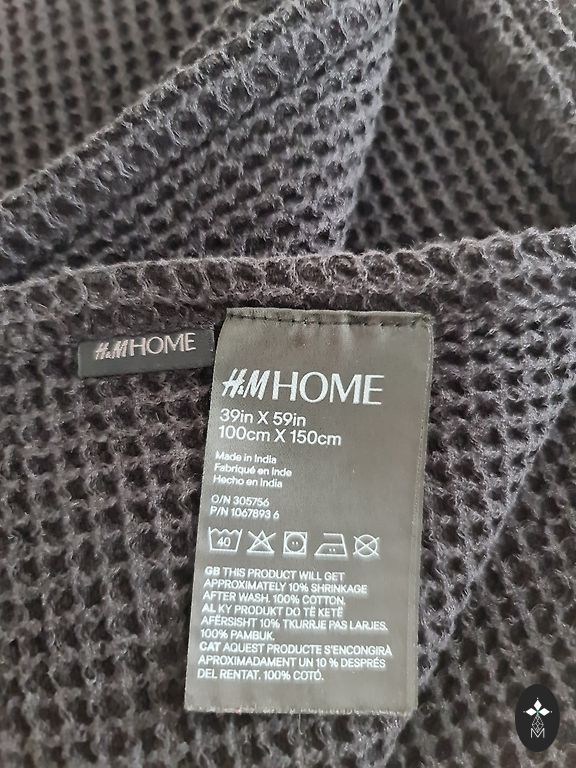 H&M HOME
H&M HOME
39in X 59in
100cm X 150cm
Made in India
Fabriqué en Inde
Hecho en India
O/N 305756
P/N 1067893 6
40
GB THIS PRODUCT WILL GET
APPROXIMATELY 10% SHRINKAGE
AFTER WASH. 100% COTTON.
AL KY PRODUKT DO TË KETË
AFËRSISHT 10% TKURRJE PAS LARJES.
100% PAMBUK.
CAT AQUEST PRODUCTE S'ENCONGIRÀ
APROXIMADAMENT UN 10 % DESPRÉS
DEL RENTAT. 100% COTÓ.
M